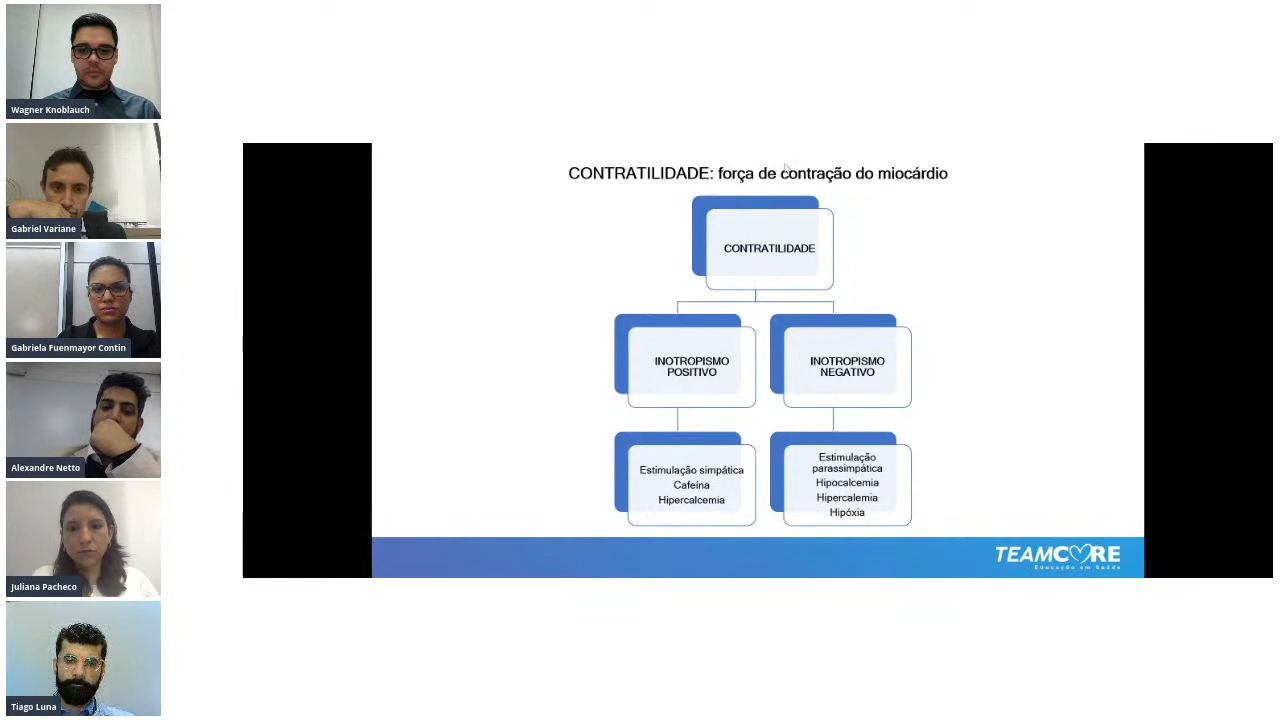 Wagner Knoblauch
Gabriel Variane
Gabriela Fuenmayor Contin
Alexandre Netto
Juliana Pacheco
Tiago Luna
CONTRATILIDADE: força de contração do miocárdio
CONTRATILIDADE
INOTROPISMO
POSITIVO
INOTROPISMO
NEGATIVO
Estimulação simpática
Cafeína
Hipercalcemia
Estimulação
parassimpática
Hipocalcemia
Hipercalemia
Hipóxia
TEAMCORE
Educação em Saúde